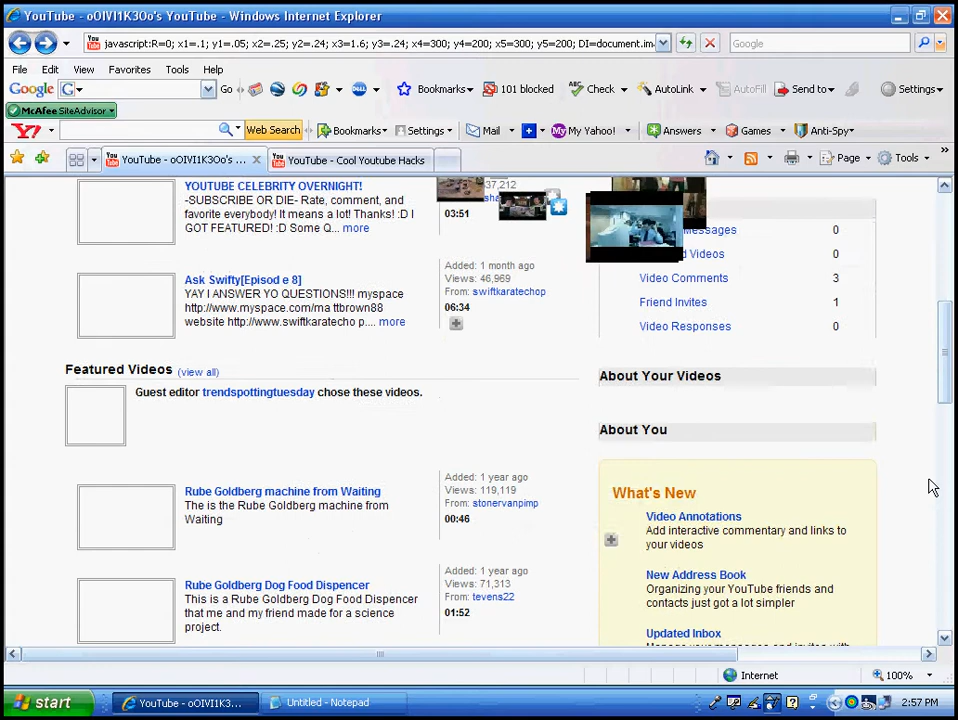 YouTube - oOIVI1K3Oo's YouTube - Windows Internet Explorer
javascript:R=0; x1=.1; y1=.05; x2=.25; y2=.24; x3=1.6; y3=.24; x4=300; y4=200; x5=300; y5=200; DI=document.im
Google
File Edit View Favorites Tools Help
Google G Go Bookmarks 101 blocked Check AutoLink AutoFill Send to Settings
McAfee SiteAdvisor
Y! Web Search Bookmarks Settings Mail My Yahoo! Answers Games Anti-Spy
YouTube - oOIVI1K3Oo's ... YouTube - Cool Youtube Hacks Page Tools
YOUTUBE CELEBRITY OVERNIGHT!
-SUBSCRIBE OR DIE- Rate, comment, and
favorite everybody! It means a lot! Thanks! :D I
GOT FEATURED! :D Some Q... more
37,212
03:51
Messages 0
Videos 0
Video Comments 3
Friend Invites 1
Video Responses 0
Ask Swifty[Episod e 8]
YAY I ANSWER YO QUESTIONS!!! myspace
http://www.myspace.com/ma ttbrown88
website http://www.swiftkaratecho p.... more
Added: 1 month ago
Views: 46,969
From: swiftkaratechop
06:34
Featured Videos (view all)
Guest editor trendspottingtuesday chose these videos.
About Your Videos
About You
Rube Goldberg machine from Waiting
The is the Rube Goldberg machine from
Waiting
Added: 1 year ago
Views: 119,119
From: stonervanpimp
00:46
What's New
Video Annotations
Add interactive commentary and links to
your videos
New Address Book
Organizing your YouTube friends and
contacts just got a lot simpler
Updated Inbox
Rube Goldberg Dog Food Dispencer
This is a Rube Goldberg Dog Food Dispencer
that me and my friend made for a science
project.
Added: 1 year ago
Views: 71,313
From: tevens22
01:52
Internet 100%
start YouTube - oOIVI1K3... Untitled - Notepad 2:57 PM